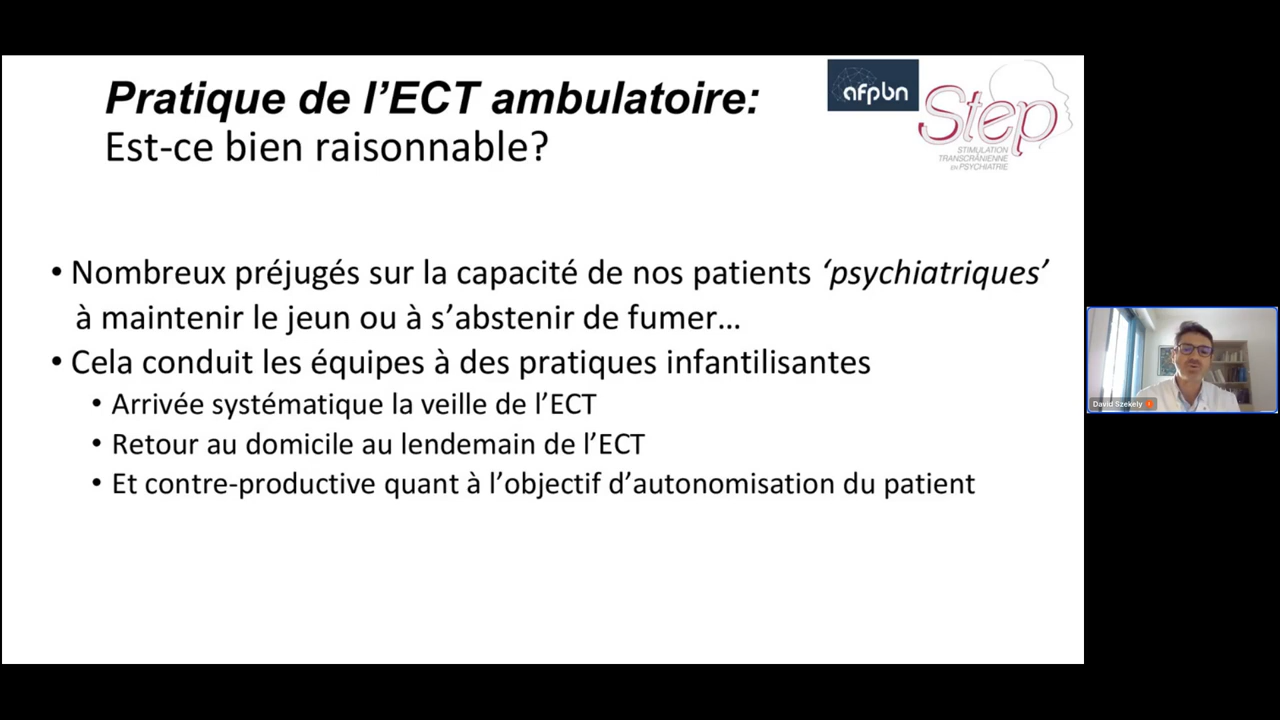 Pratique de l’ECT ambulatoire:
Est-ce bien raisonnable?
afpbn
Step
STIMULATION
TRANSCRÂNIENNE
EN PSYCHIATRIE
• Nombreux préjugés sur la capacité de nos patients ‘psychiatriques’
à maintenir le jeun ou à s’abstenir de fumer…
• Cela conduit les équipes à des pratiques infantilisantes
• Arrivée systématique la veille de l’ECT
• Retour au domicile au lendemain de l’ECT
• Et contre-productive quant à l’objectif d’autonomisation du patient
David Szekely